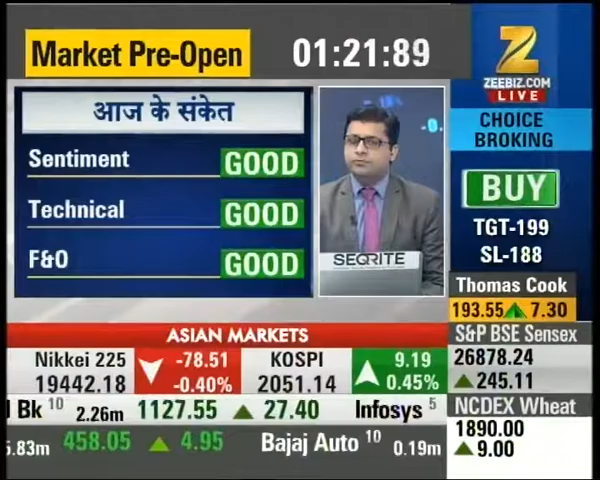 Market Pre-Open
01:21:89
ZEEBIZ.COM
LIVE
आज के संकेत
Sentiment GOOD
Technical GOOD
F&O GOOD
SEQRITE
CHOICE
BROKING
BUY
TGT-199
SL-188
Thomas Cook
193.55 7.30
ASIAN MARKETS
Nikkei 225 -78.51 KOSPI 9.19
19442.18 -0.40% 2051.14 0.45%
S&P BSE Sensex
26878.24
245.11
l Bk 10 2.26m 1127.55 27.40 Infosys 5
5.83m 458.05 4.95 Bajaj Auto 10 0.19m
NCDEX Wheat
1890.00
9.00